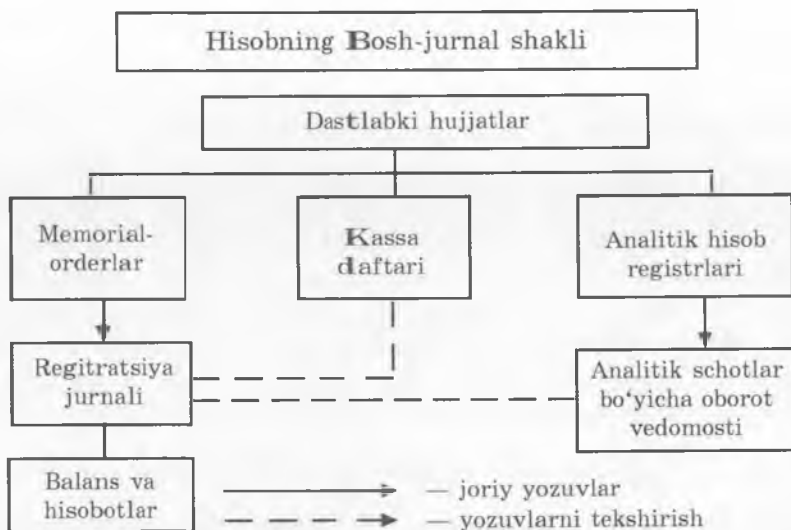 Hisobning Bosh-jurnal shakli
Dastlabki hujjatlar
Memorial-
orderlar
Kassa
daftari
Analitik hisob
registrlari
Regitratsiya
jurnali
Analitik schotlar
bo‘yicha oborot
vedomosti
Balans va
hisobotlar
— joriy yozuvlar
— yozuvlarni tekshirish